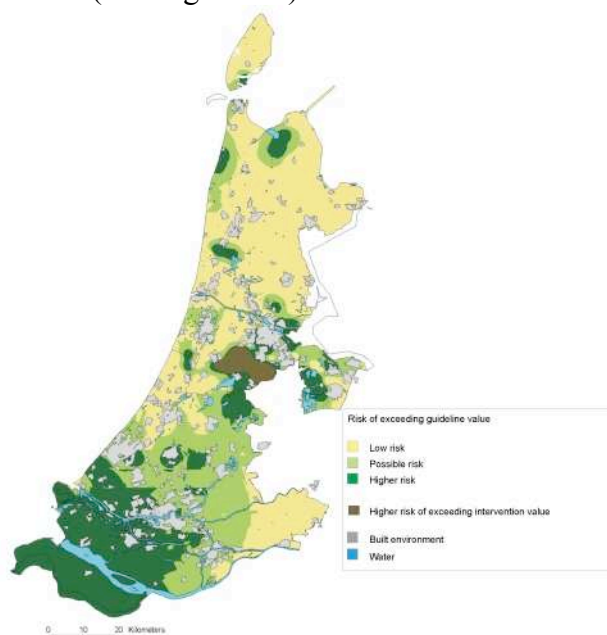 Risk of exceeding guideline value
Low risk
Possible risk
Higher risk
Higher risk of exceeding intervention value
Built environment
Water
0 10 20 Kilometers